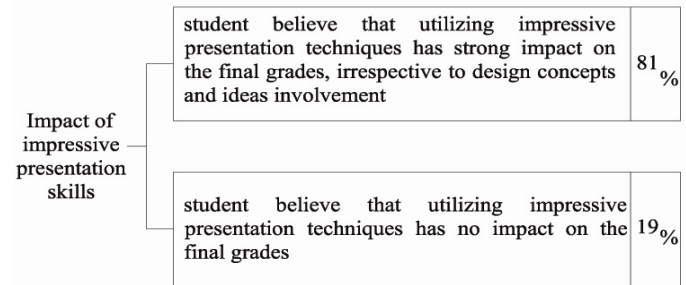 Impact of
impressive
presentation
skills
student believe that utilizing impressive
presentation techniques has strong impact on
the final grades, irrespective to design concepts
and ideas involvement
81%
student believe that utilizing impressive
presentation techniques has no impact on the
final grades
19%